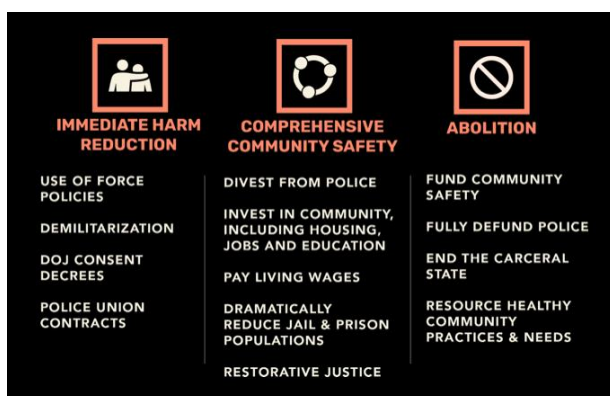 IMMEDIATE HARM
REDUCTION
USE OF FORCE
POLICIES
DEMILITARIZATION
DOJ CONSENT
DECREES
POLICE UNION
CONTRACTS
COMPREHENSIVE
COMMUNITY SAFETY
DIVEST FROM POLICE
INVEST IN COMMUNITY,
INCLUDING HOUSING,
JOBS AND EDUCATION
PAY LIVING WAGES
DRAMATICALLY
REDUCE JAIL & PRISON
POPULATIONS
RESTORATIVE JUSTICE
ABOLITION
FUND COMMUNITY
SAFETY
FULLY DEFUND POLICE
END THE CARCERAL
STATE
RESOURCE HEALTHY
COMMUNITY
PRACTICES & NEEDS